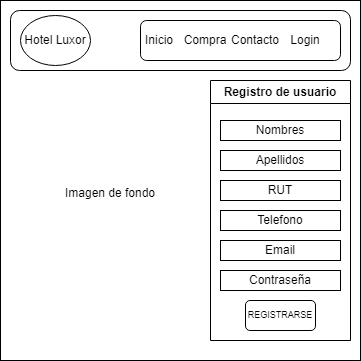 Hotel Luxor
Inicio Compra Contacto Login
Registro de usuario
Nombres
Apellidos
RUT
Telefono
Email
Contraseña
REGISTRARSE
Imagen de fondo